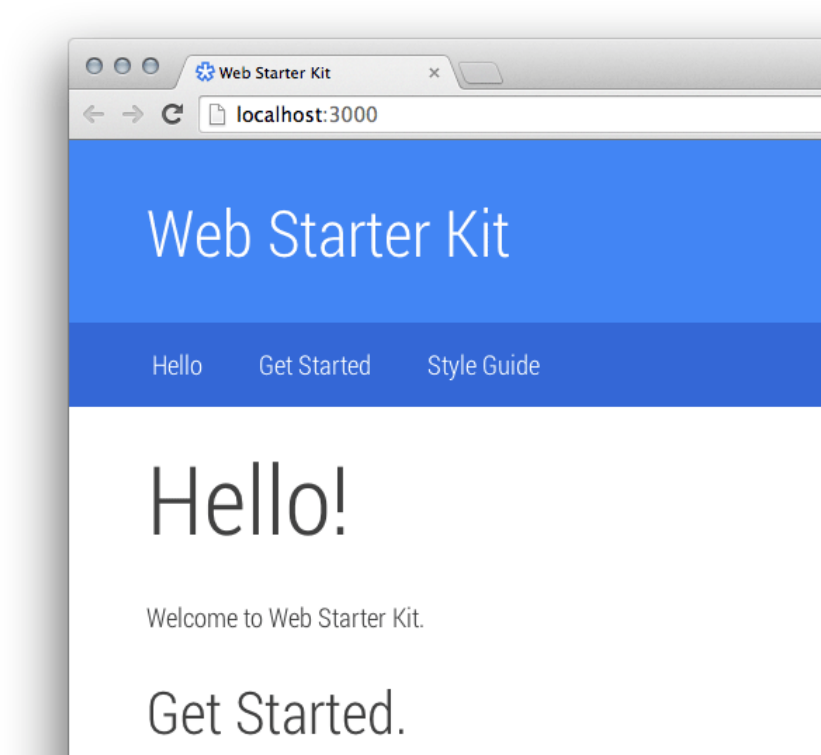 Web Starter Kit
localhost:3000
Web Starter Kit
Hello Get Started Style Guide
Hello!
Welcome to Web Starter Kit.
Get Started.